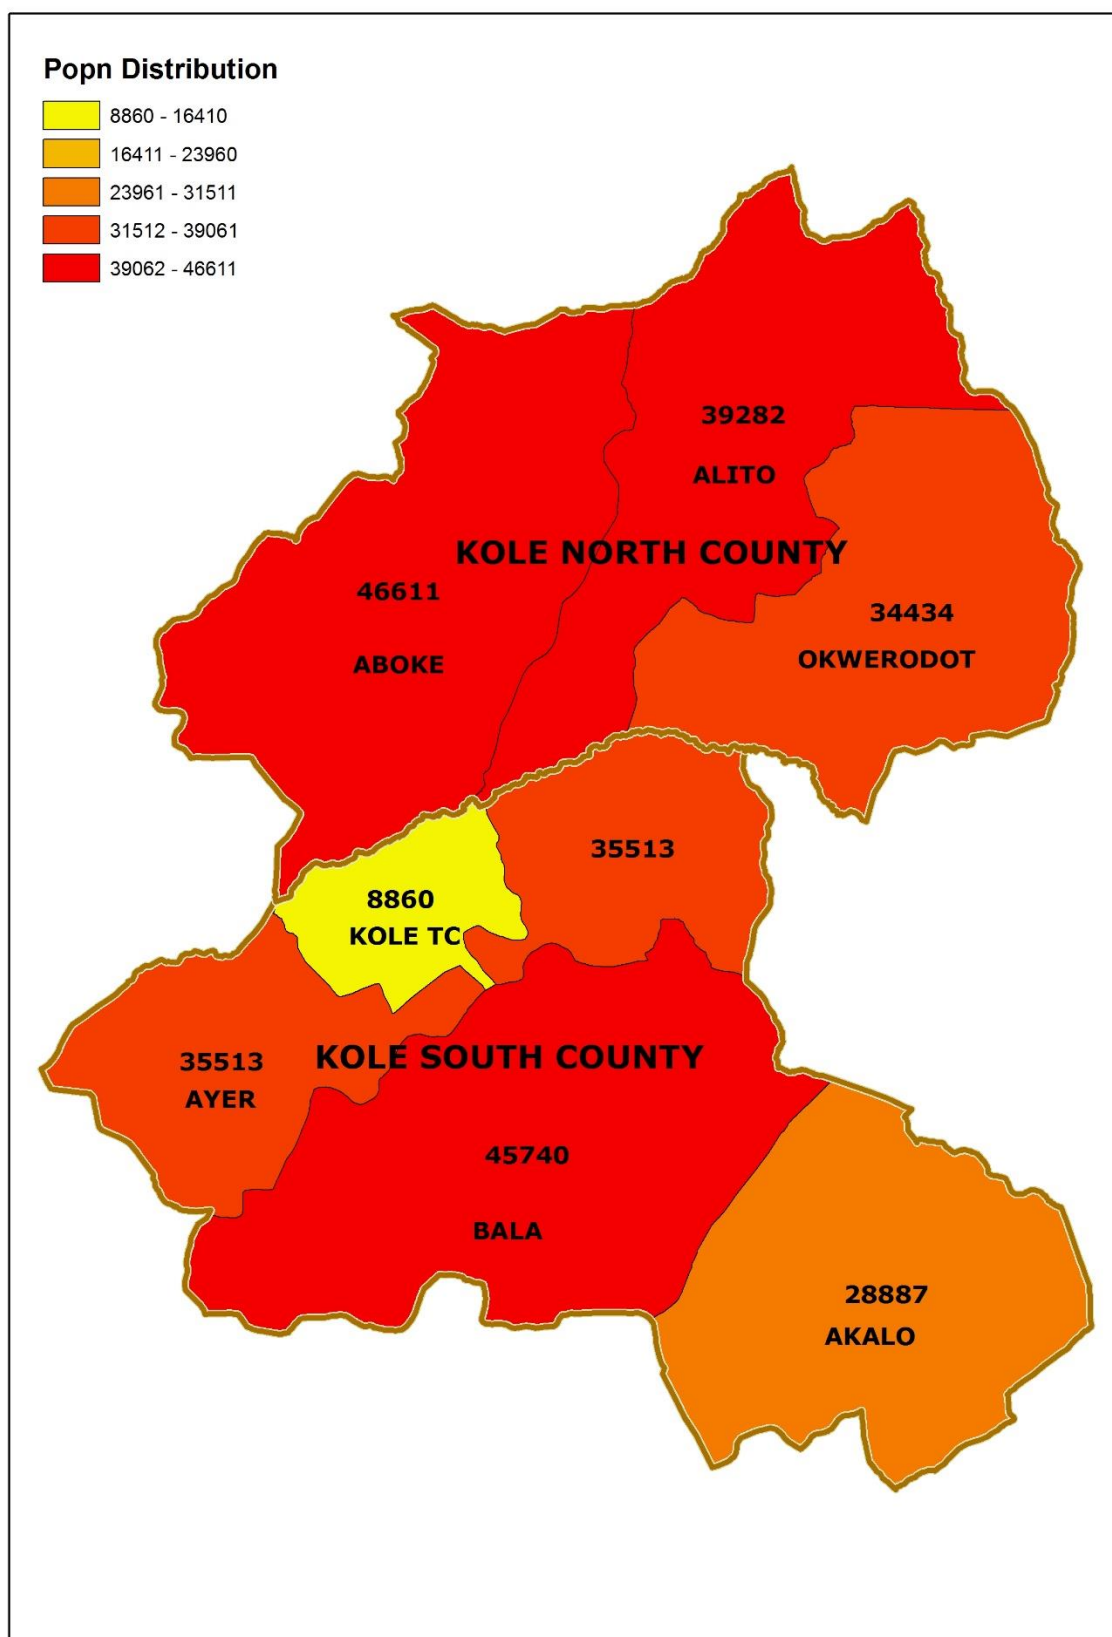 Popn Distribution
8860 - 16410
16411 - 23960
23961 - 31511
31512 - 39061
39062 - 46611
39282
ALITO
KOLE NORTH COUNTY
46611
ABOKE
34434
OKWERODOT
35513
8860
KOLE TC
35513
AYER
KOLE SOUTH COUNTY
45740
BALA
28887
AKALO